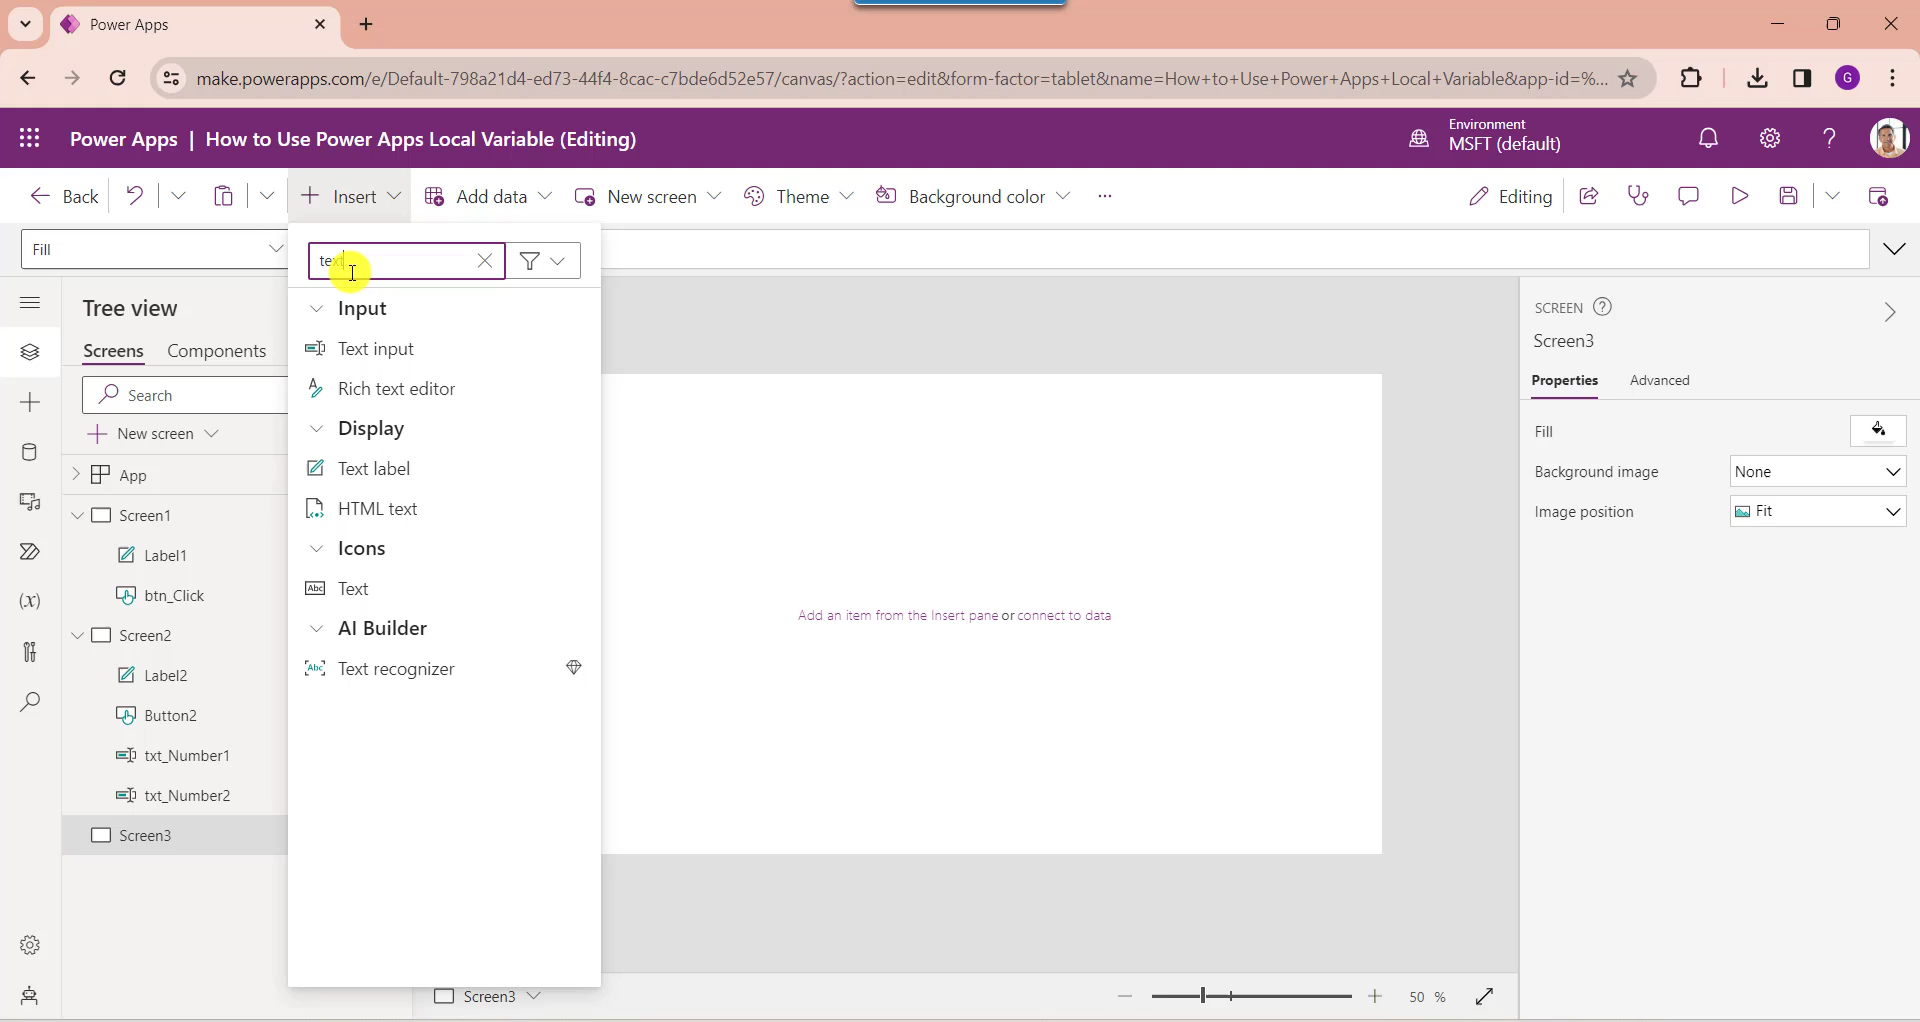 Power Apps
make.powerapps.com/e/Default-798a21d4-ed73-44f4-8cac-c7bde6d52e57/canvas/?action=edit&form-factor=tablet&name=How+to+Use+Power+Apps+Local+Variable&app-id=%...
G
Power Apps | How to Use Power Apps Local Variable (Editing)
Environment
MSFT (default)
Back
Insert
Add data
New screen
Theme
Background color
...
Editing
Fill
text
Tree view
Screens
Components
Search
New screen
App
Screen1
Label1
btn_Click
Screen2
Label2
Button2
txt_Number1
txt_Number2
Screen3
Input
Text input
Rich text editor
Display
Text label
HTML text
Icons
Abc Text
AI Builder
Abc Text recognizer
Add an item from the Insert pane or connect to data
SCREEN ?
Screen3
Properties
Advanced
Fill
Background image
None
Image position
Fit
Screen3
50 %